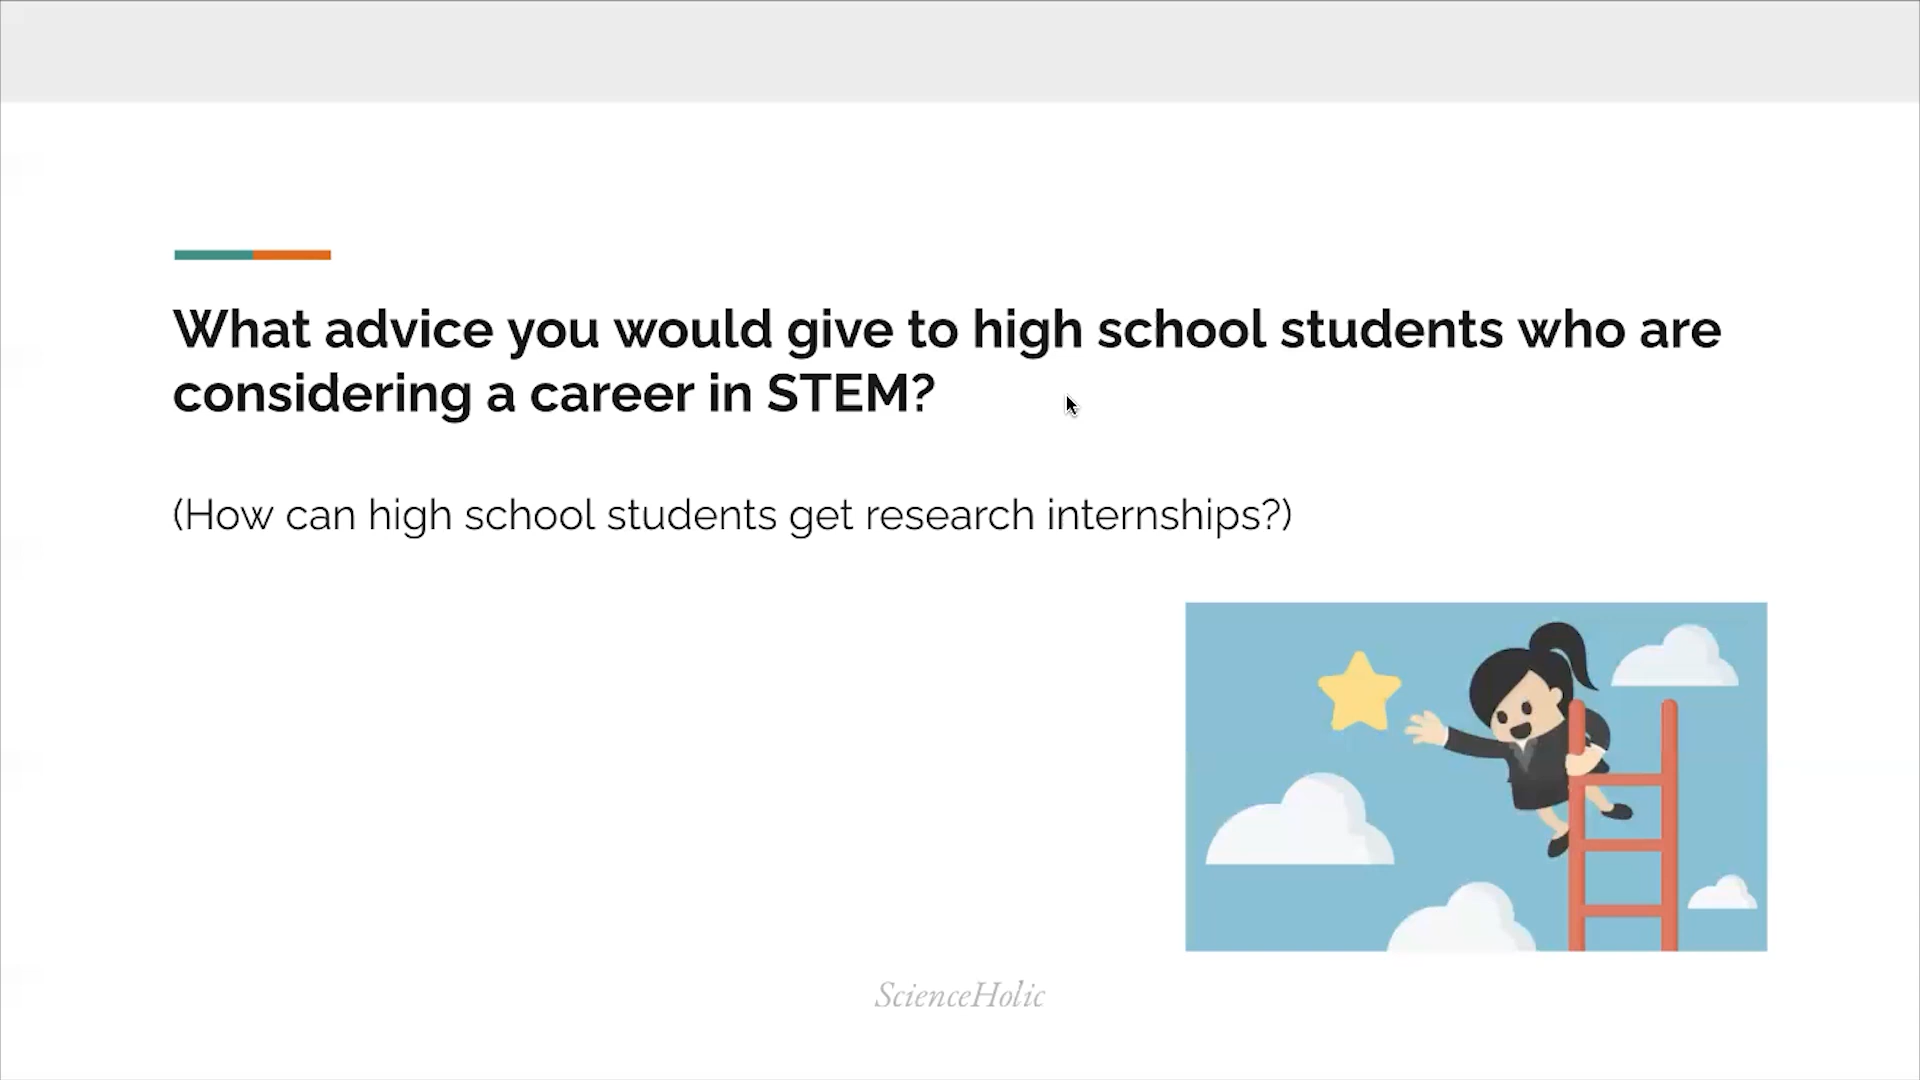 What advice you would give to high school students who are
considering a career in STEM?
(How can high school students get research internships?)
ScienceHolic